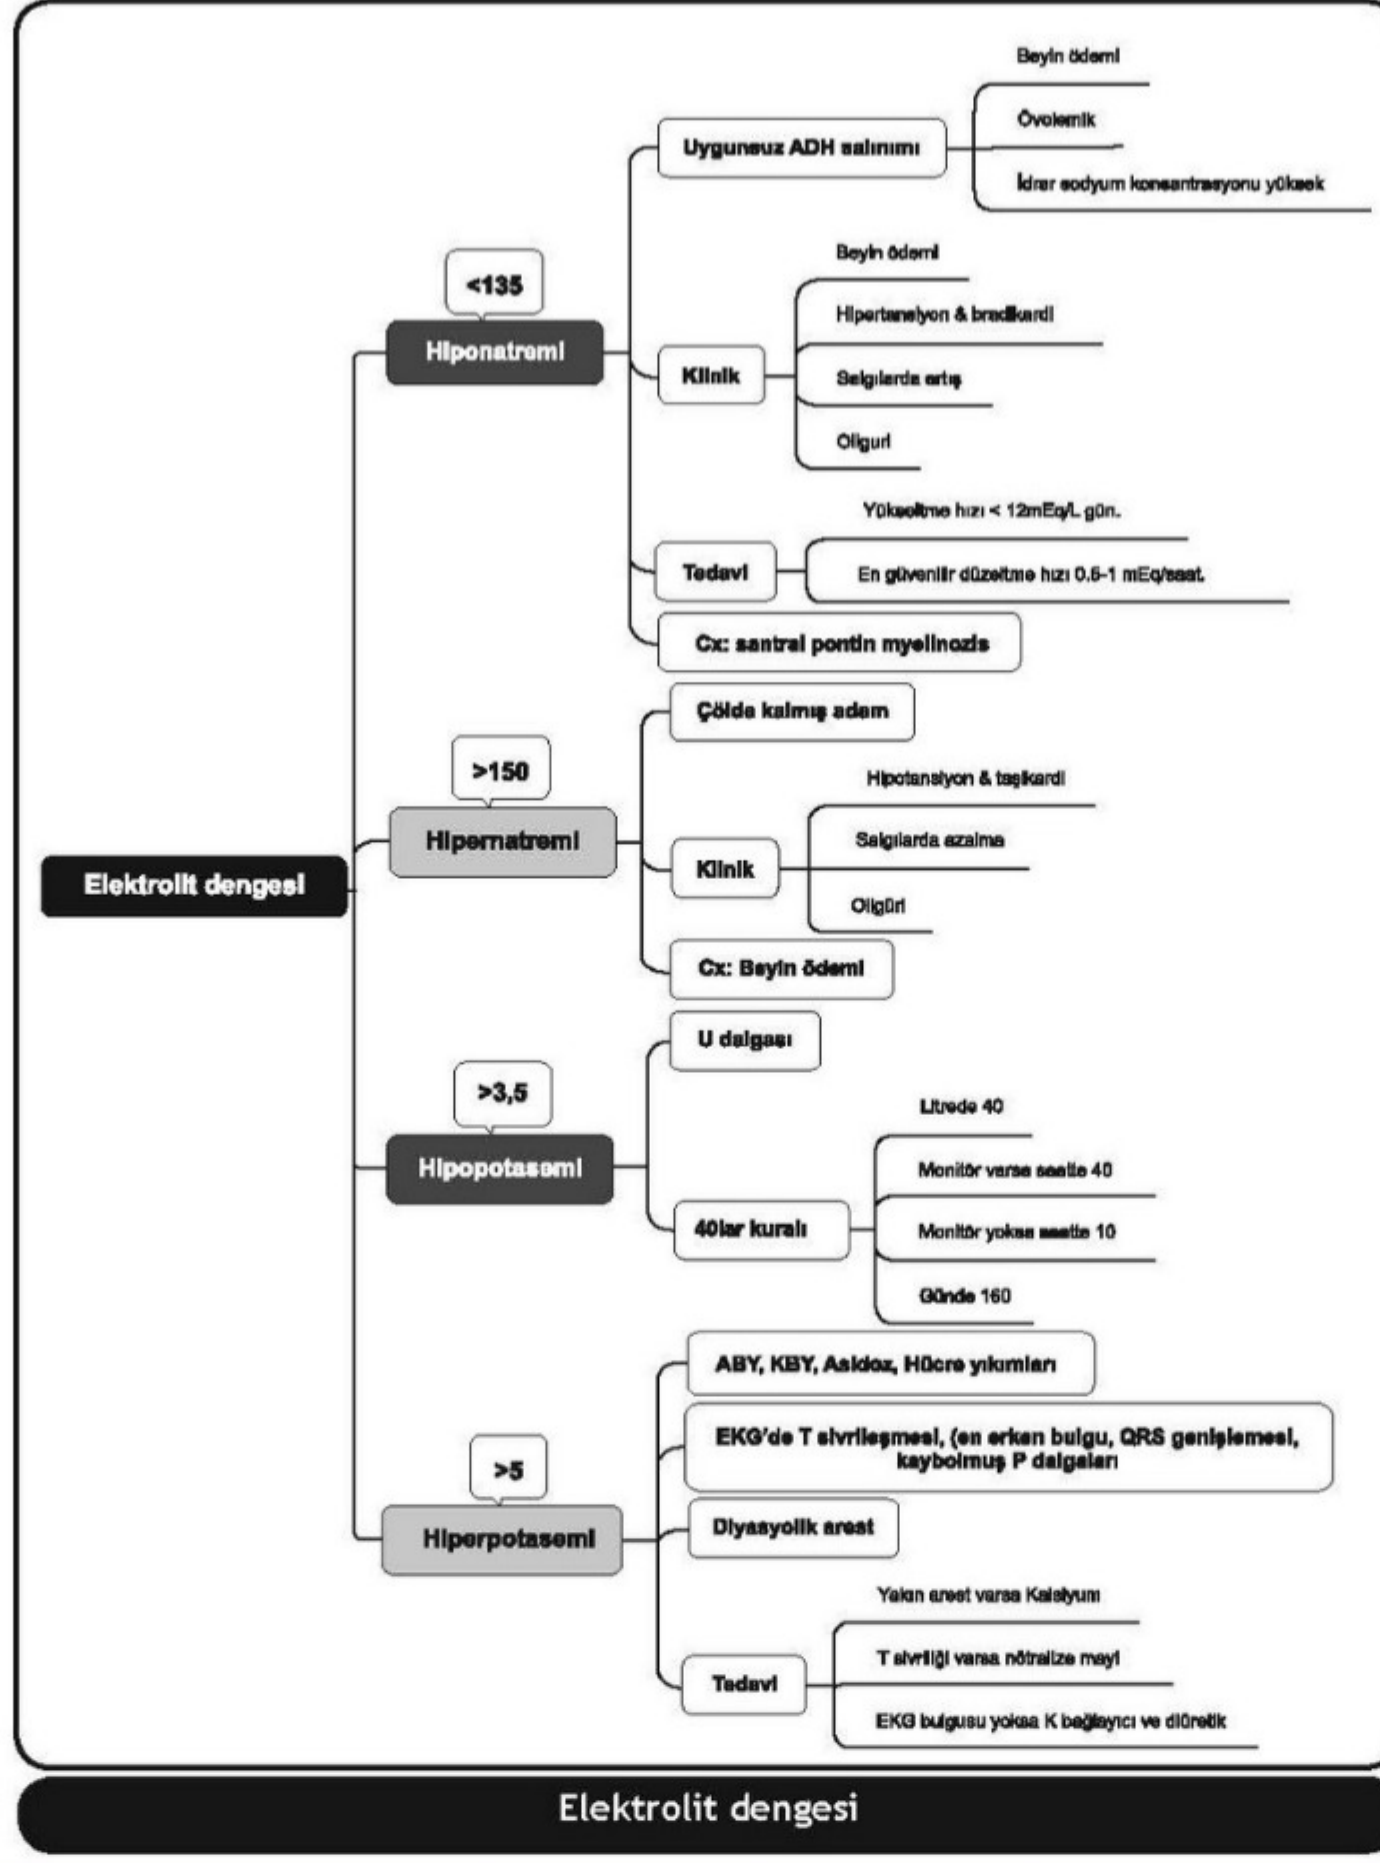 Beyin ödemi
Övolemik
Uygunsuz ADH salınımı
İdrar sodyum konsantrasyonu yüksek
<135
Hiponatremi
Beyin ödemi
Hipertansiyon & bradikardi
Klinik
Salgılarda artış
Oliguri
Yükseltme hızı < 12mEq/L gün.
Tedavi
En güvenilir düzeltme hızı 0.5-1 mEq/saat.
Cx: santral pontin myelinozis
Elektrolit dengesi
>150
Hipernatremi
Çölde kalmış adam
Hipotansiyon & taşikardi
Salgılarda azalma
Klinik
Oligüri
Cx: Beyin ödemi
>3,5
Hipopotasemi
U dalgası
Litrede 40
Monitör varsa saatte 40
40lar kuralı
Monitör yoksa saatte 10
Günde 160
>5
Hiperpotasemi
ABY, KBY, Asidoz, Hücre yıkımları
EKG'de T sivrileşmesi, (en erken bulgu, QRS genişlemesi,
kaybolmuş P dalgaları
Diyasyolik arest
Yakın arest varsa Kalsiyum
T sivriliği varsa nötralize mayi
Tedavi
EKG bulgusu yoksa K bağlayıcı ve diüretik
Elektrolit dengesi